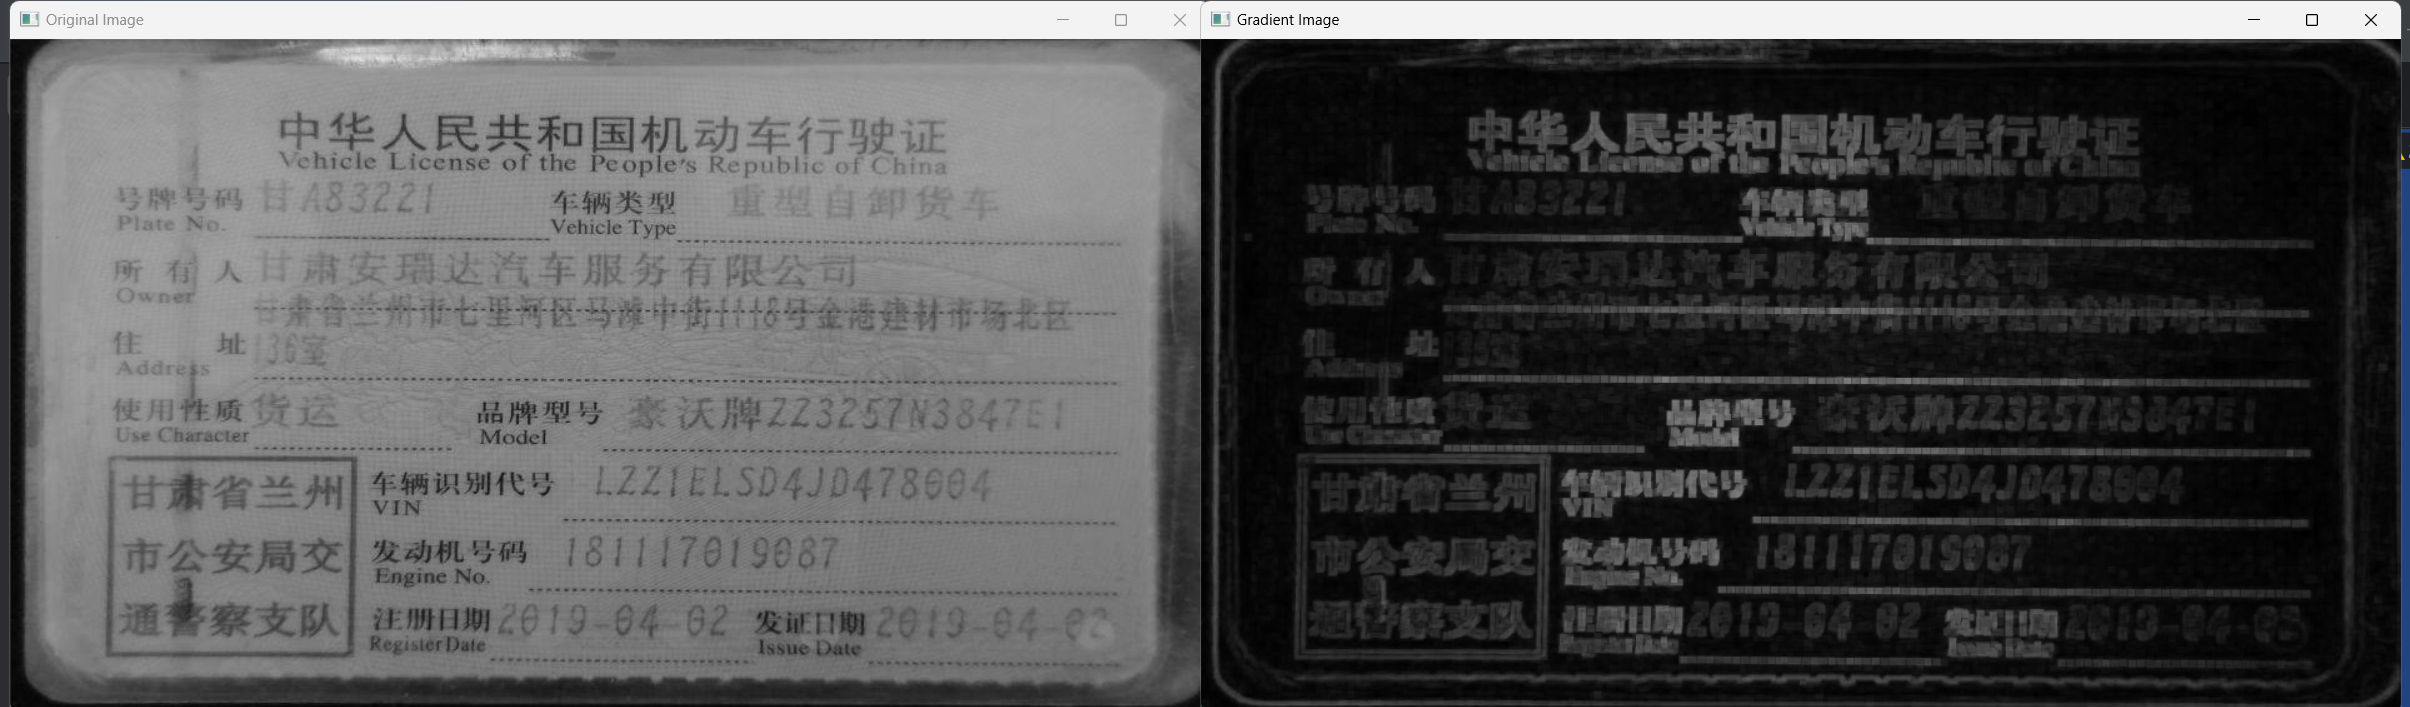 Original Image
中华人民共和国机动车行驶证
Vehicle License of the People's Republic of China
号牌号码 甘A83221 车辆类型 重型自卸货车
Plate No. Vehicle Type
所有人 甘肃安瑞达汽车服务有限公司
Owner
甘肃省兰州市七里河区马滩中街1118号金港建材市场北区
住址 136室
Address
使用性质 货运 品牌型号 豪沃牌ZZ3257N3847E1
Use Character Model
甘肃省兰州
市公安局交
通警察支队
车辆识别代号 LZZ1ELSD4JD478004
VIN
发动机号码 181117019087
Engine No.
注册日期 2019-04-02 发证日期 2019-04-02
Register Date Issue Date
Gradient Image
中华人民共和国机动车行驶证
Vehicle License of the People's Republic of China
号牌号码 甘A83221 车辆类型 重型自卸货车
Plate No. Vehicle Type
所有人 甘肃安瑞达汽车服务有限公司
Owner
住址 136室
Address
使用性质 货运 品牌型号 豪沃牌ZZ3257N3847E1
Use Character Model
甘肃省兰州
市公安局交
通警察支队
车辆识别代号 LZZ1ELSD4JD478004
VIN
发动机号码 181117019087
Engine No.
注册日期 2019-04-02 发证日期 2019-04-02
Register Date Issue Date